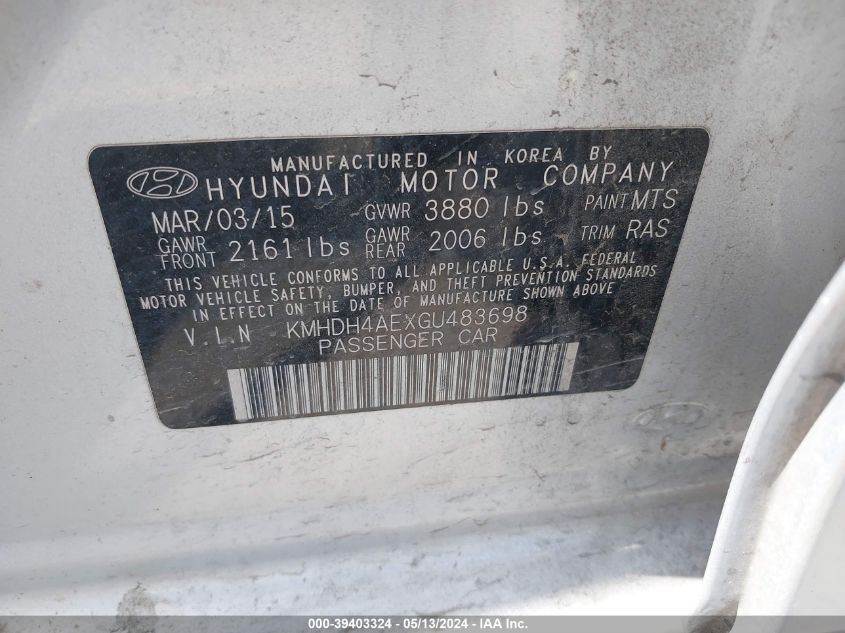 MANUFACTURED IN KOREA BY
HYUNDAI MOTOR COMPANY
MAR/03/15 GVWR 3880 lbs PAINT MTS
GAWR FRONT 2161 lbs GAWR REAR 2006 lbs TRIM RAS
THIS VEHICLE CONFORMS TO ALL APPLICABLE U.S.A. FEDERAL
MOTOR VEHICLE SAFETY, BUMPER, AND THEFT PREVENTION STANDARDS
IN EFFECT ON THE DATE OF MANUFACTURE SHOWN ABOVE
V.I.N KMHDH4AEXGU483698
PASSENGER CAR
000-39403324 - 05/13/2024 - IAA